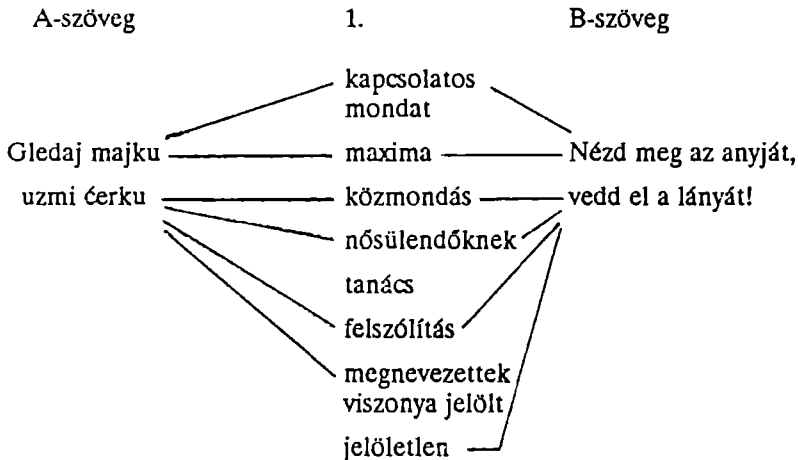 A-szöveg 1. B-szöveg
kapcsolatos
mondat
Gledaj majku maxima Nézd meg az anyját,
uzmi ćerku közmondás vedd el a lányát!
nősülendőknek
tanács
felszólítás
megnevezettek
viszonya jelölt
jelöletlen